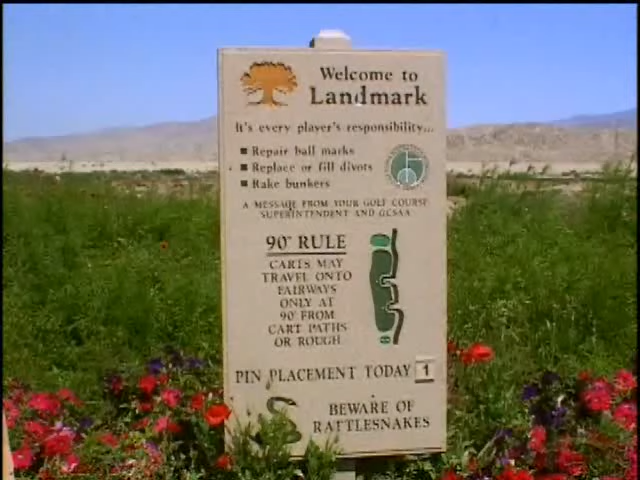 Welcome to
Landmark
It's every player's responsibility...
Repair ball marks
Replace or fill divots
Rake bunkers
A MESSAGE FROM YOUR GOLF COURSE
SUPERINTENDENT AND GCSAA
90° RULE
CARTS MAY
TRAVEL ONTO
FAIRWAYS
ONLY AT
90° FROM
CART PATHS
OR ROUGH
PIN PLACEMENT TODAY 1
BEWARE OF
RATTLESNAKES